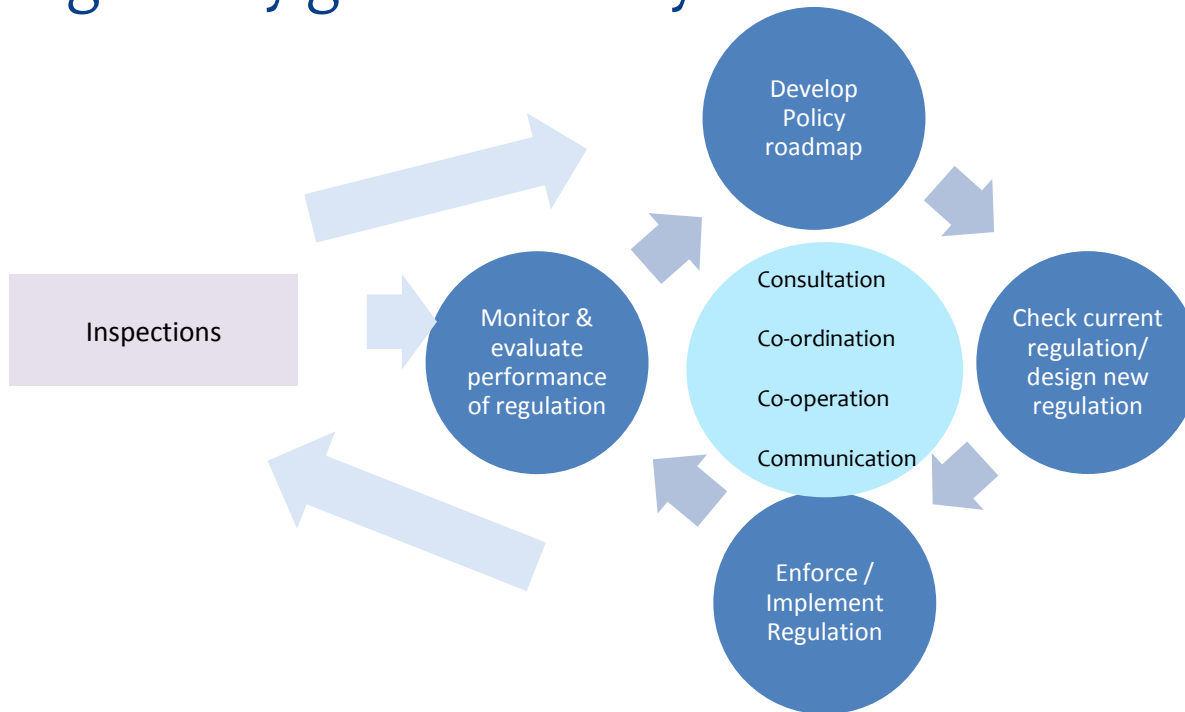 Develop
Policy
roadmap
Inspections
Monitor &
evaluate
performance
of regulation
Consultation
Co-ordination
Co-operation
Communication
Check current
regulation/
design new
regulation
Enforce /
Implement
Regulation